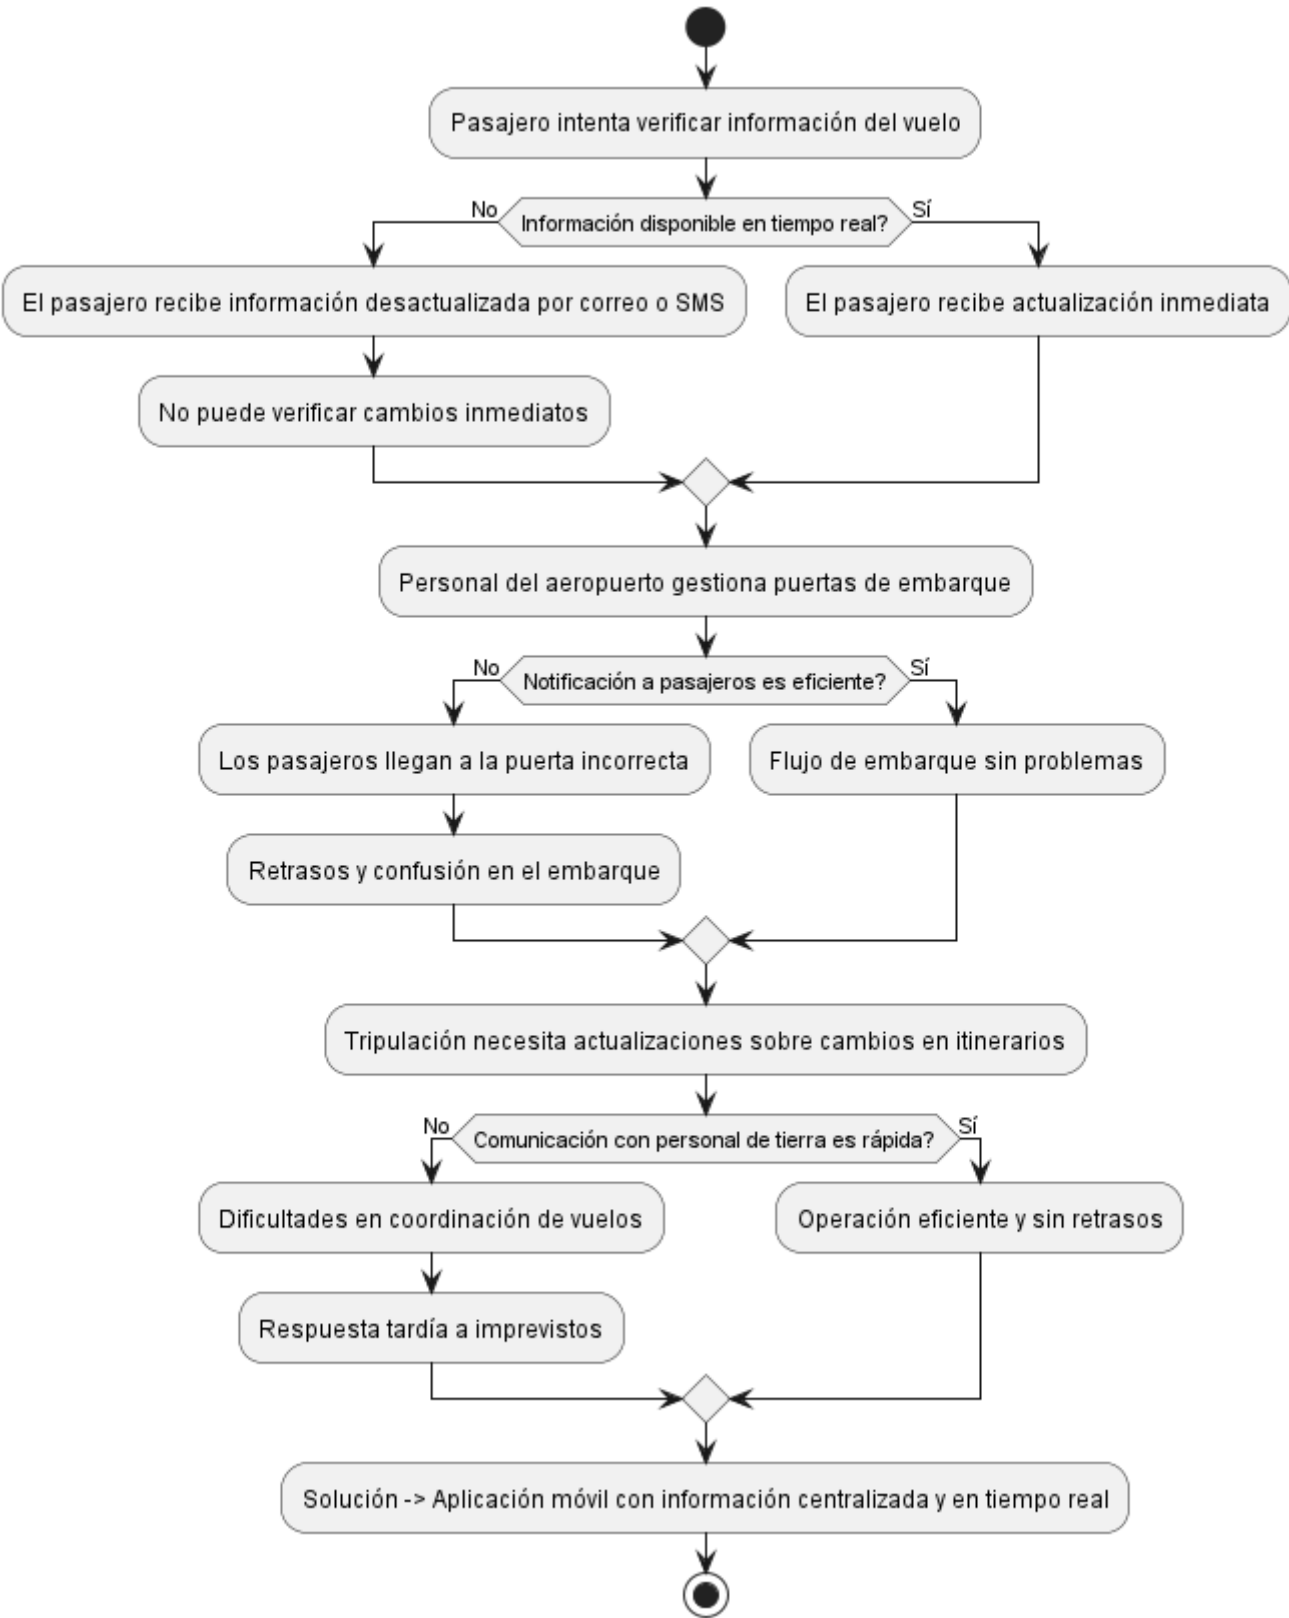 Pasajero intenta verificar información del vuelo
No
Información disponible en tiempo real?
Sí
El pasajero recibe información desactualizada por correo o SMS
El pasajero recibe actualización inmediata
No puede verificar cambios inmediatos
Personal del aeropuerto gestiona puertas de embarque
No
Notificación a pasajeros es eficiente?
Sí
Los pasajeros llegan a la puerta incorrecta
Flujo de embarque sin problemas
Retrasos y confusión en el embarque
Tripulación necesita actualizaciones sobre cambios en itinerarios
No
Comunicación con personal de tierra es rápida?
Sí
Dificultades en coordinación de vuelos
Operación eficiente y sin retrasos
Respuesta tardía a imprevistos
Solución -> Aplicación móvil con información centralizada y en tiempo real